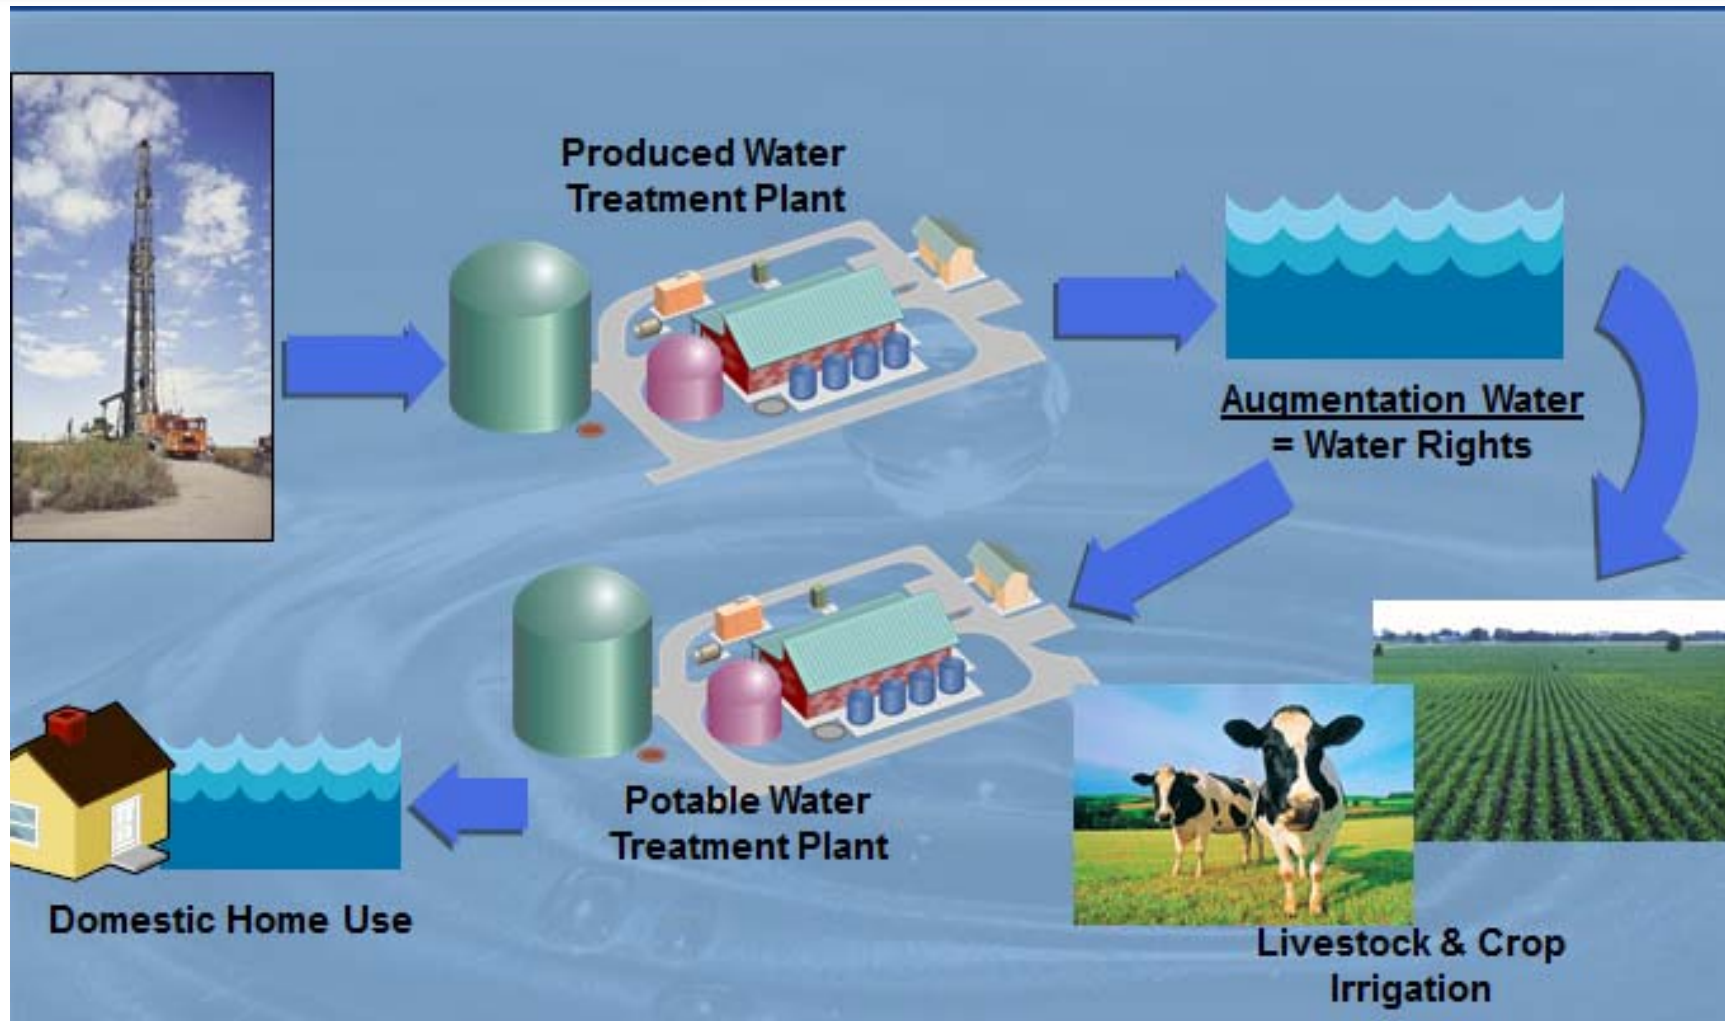 Produced Water
Treatment Plant
Augmentation Water
= Water Rights
Potable Water
Treatment Plant
Domestic Home Use
Livestock & Crop
Irrigation